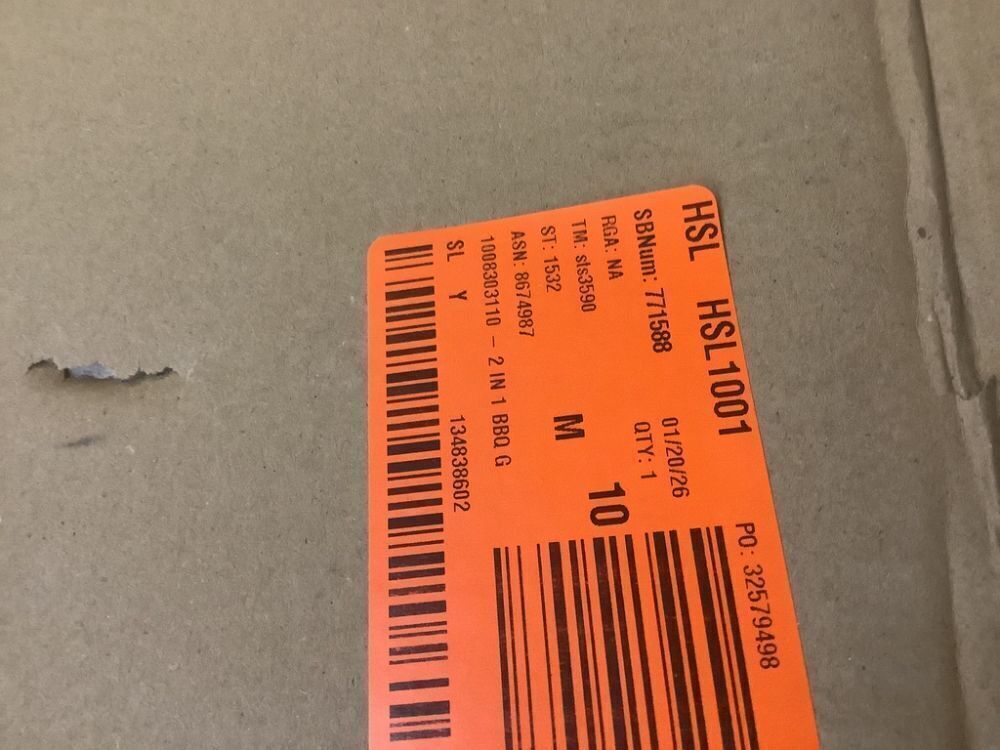 HSL HSL1001
SBNum: 771588 01/20/26
RGA: NA QTY: 1
TM: sts3590
ST: 1532 M 10
ASN: 8674987
1008303110 - 2 IN 1 BBQ G
SL Y 134838602
PO: 32579498